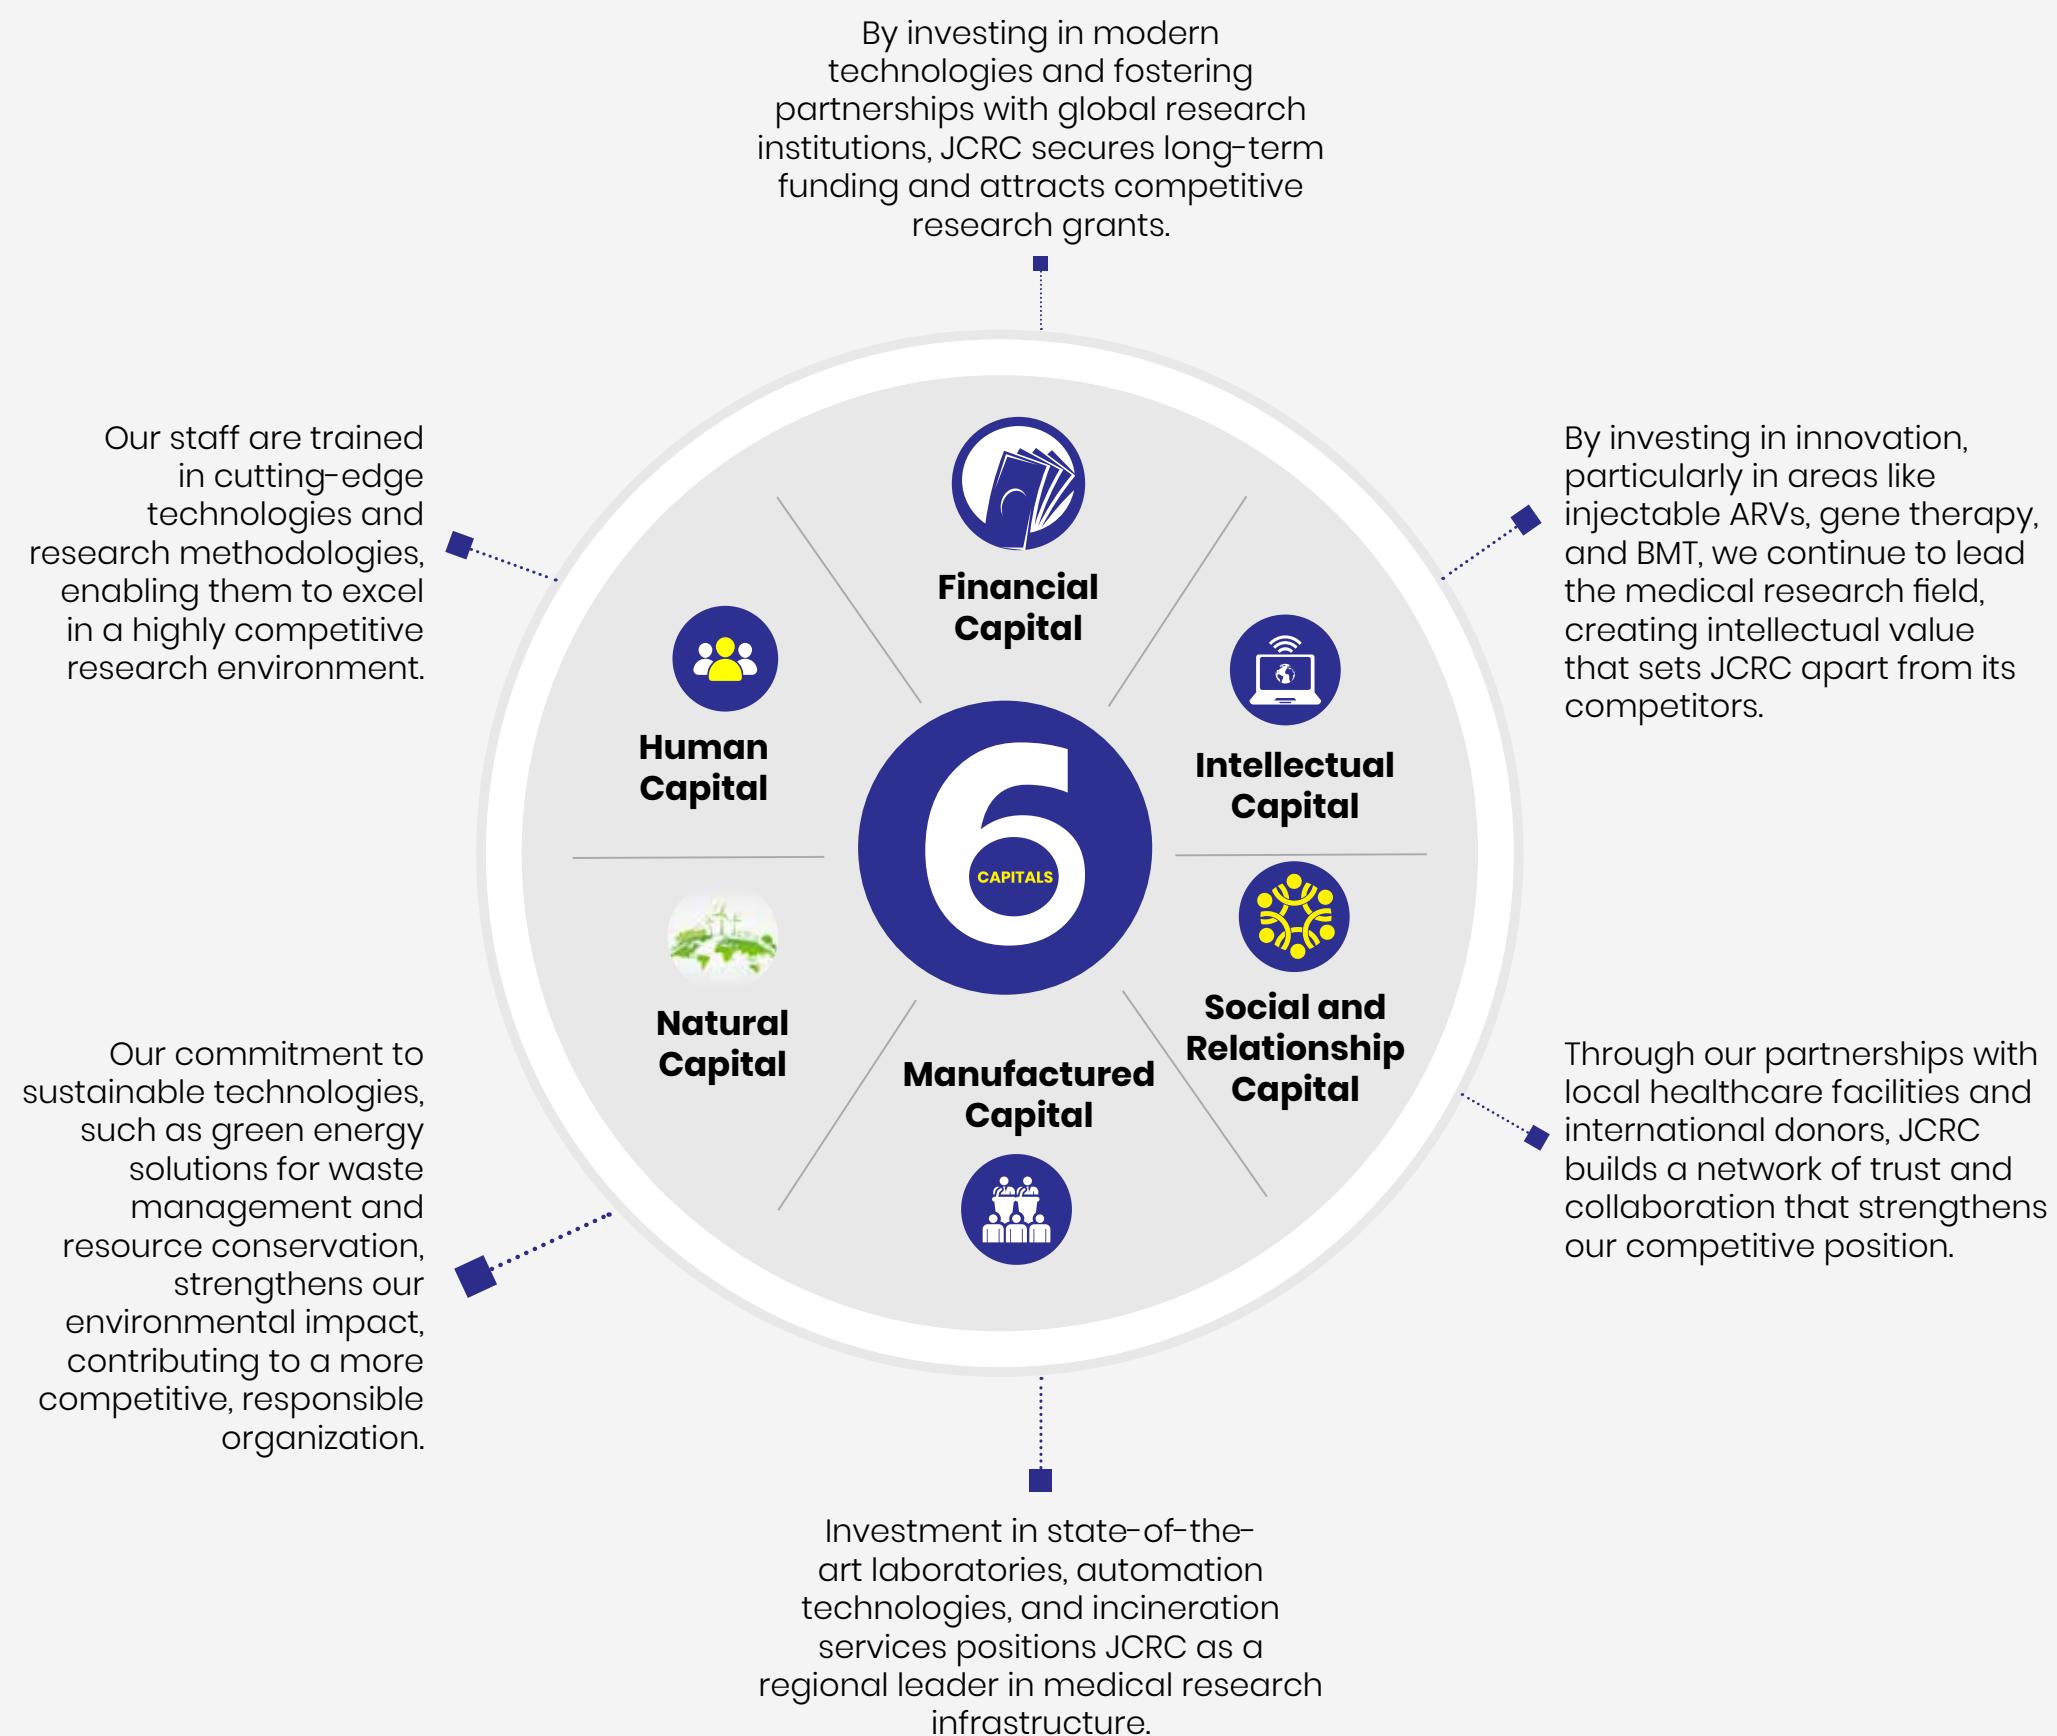 By investing in modern
technologies and fostering
partnerships with global research
institutions, JCRC secures long-term
funding and attracts competitive
research grants.
Our staff are trained
in cutting-edge
technologies and
research methodologies,
enabling them to excel
in a highly competitive
research environment.
By investing in innovation,
particularly in areas like
injectable ARVs, gene therapy,
and BMT, we continue to lead
the medical research field,
creating intellectual value
that sets JCRC apart from its
competitors.
Financial
Capital
Human
Capital
Intellectual
Capital
6
CAPITALS
Natural
Capital
Manufactured
Capital
Social and
Relationship
Capital
Our commitment to
sustainable technologies,
such as green energy
solutions for waste
management and
resource conservation,
strengthens our
environmental impact,
contributing to a more
competitive, responsible
organization.
Through our partnerships with
local healthcare facilities and
international donors, JCRC
builds a network of trust and
collaboration that strengthens
our competitive position.
Investment in state-of-the-
art laboratories, automation
technologies, and incineration
services positions JCRC as a
regional leader in medical research
infrastructure.